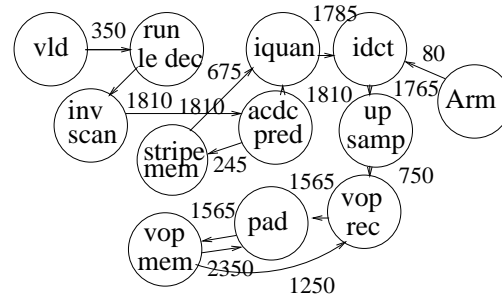 1785
350
run
vld
iquan
idct
80
le dec
675
1765
1810
1810
acdc
1810
inv
up
Arm
scan
pred
samp
stripe
mem
245
750
1565
vop
1565
pad
rec
vop
mem
2350
1250